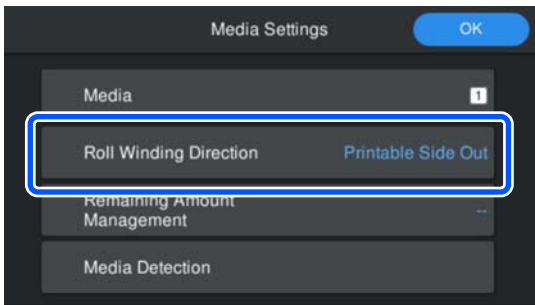 Media Settings
OK
Media
1
Roll Winding Direction
Printable Side Out
Remaining Amount
Management
--
Media Detection